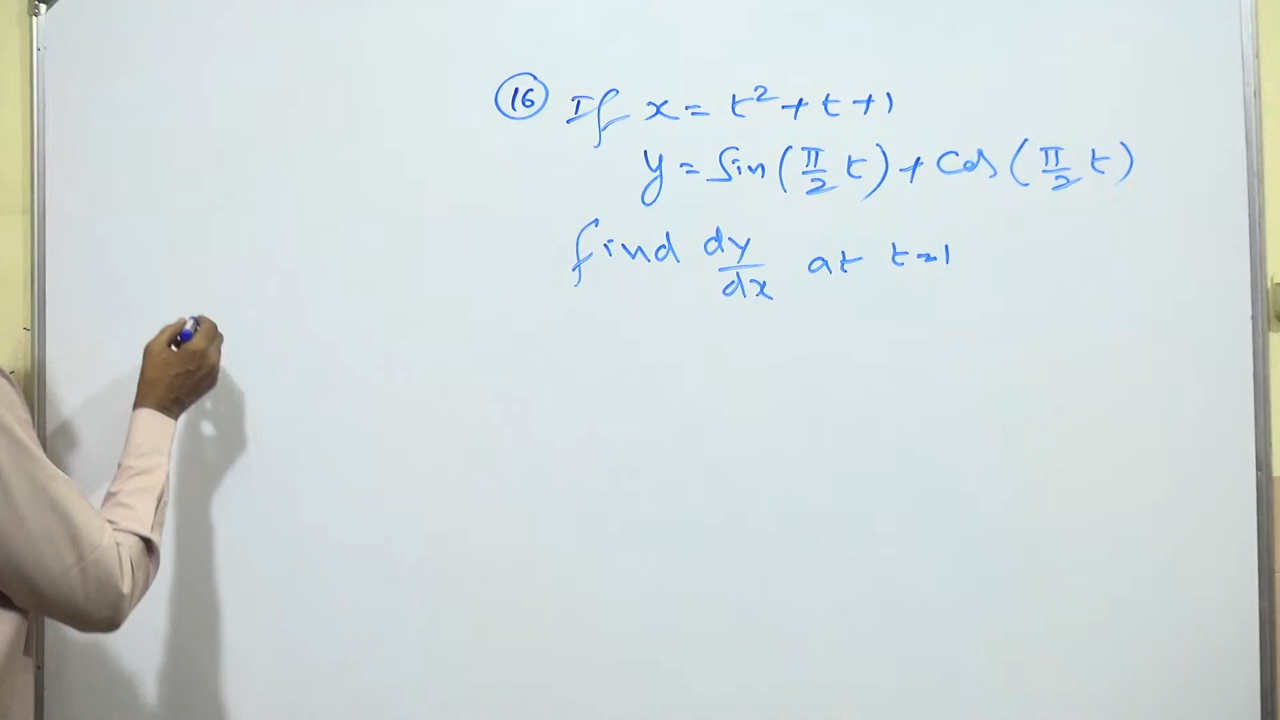 16 If x = t² + t + 1
y = Sin(π/2 t) + Cos(π/2 t)
find dy/dx at t=1